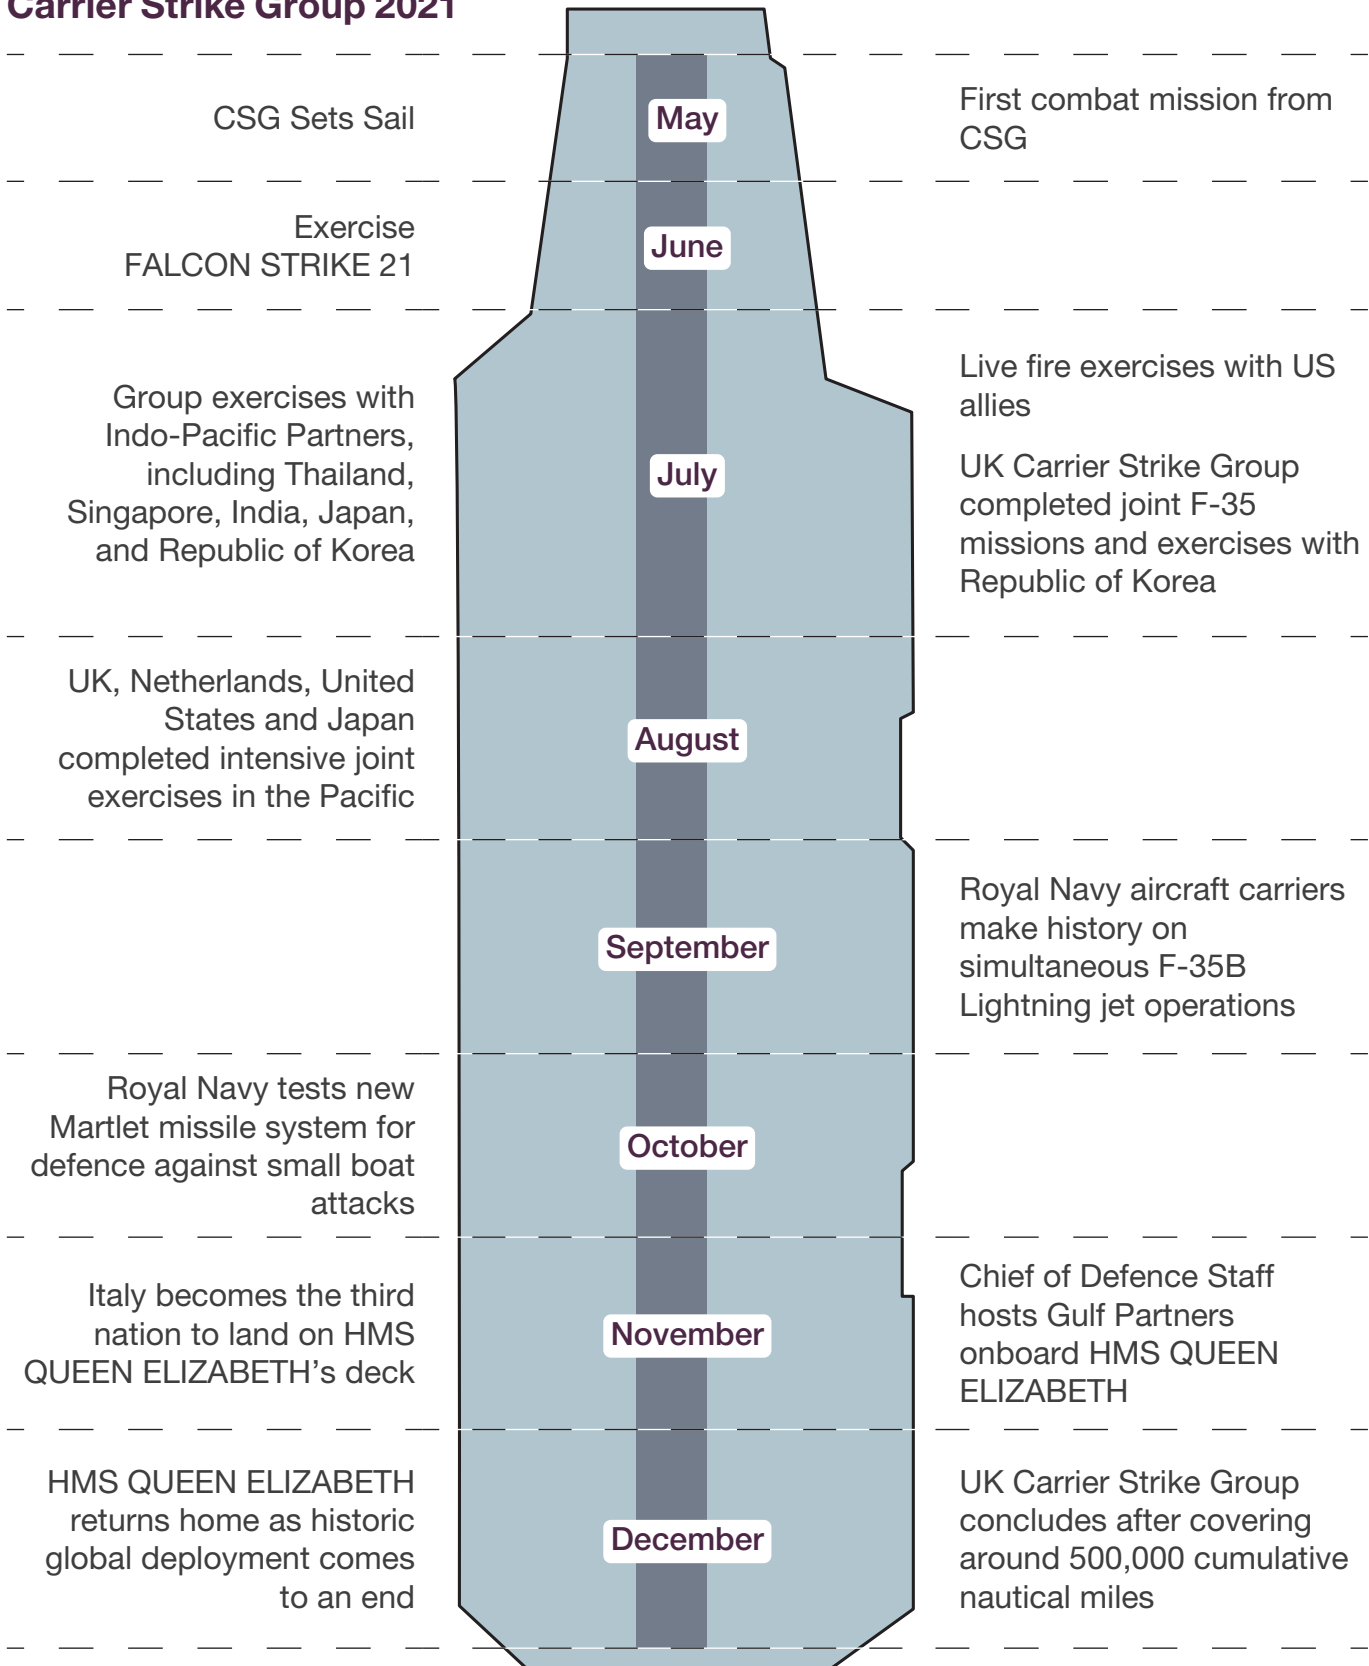 Carrier Strike Group 2021
CSG Sets Sail
May
First combat mission from
CSG
Exercise
FALCON STRIKE 21
June
Group exercises with
Indo-Pacific Partners,
including Thailand,
Singapore, India, Japan,
and Republic of Korea
July
Live fire exercises with US
allies
UK Carrier Strike Group
completed joint F-35
missions and exercises with
Republic of Korea
UK, Netherlands, United
States and Japan
completed intensive joint
exercises in the Pacific
August
September
Royal Navy aircraft carriers
make history on
simultaneous F-35B
Lightning jet operations
Royal Navy tests new
Martlet missile system for
defence against small boat
attacks
October
Italy becomes the third
nation to land on HMS
QUEEN ELIZABETH’s deck
November
Chief of Defence Staff
hosts Gulf Partners
onboard HMS QUEEN
ELIZABETH
HMS QUEEN ELIZABETH
returns home as historic
global deployment comes
to an end
December
UK Carrier Strike Group
concludes after covering
around 500,000 cumulative
nautical miles